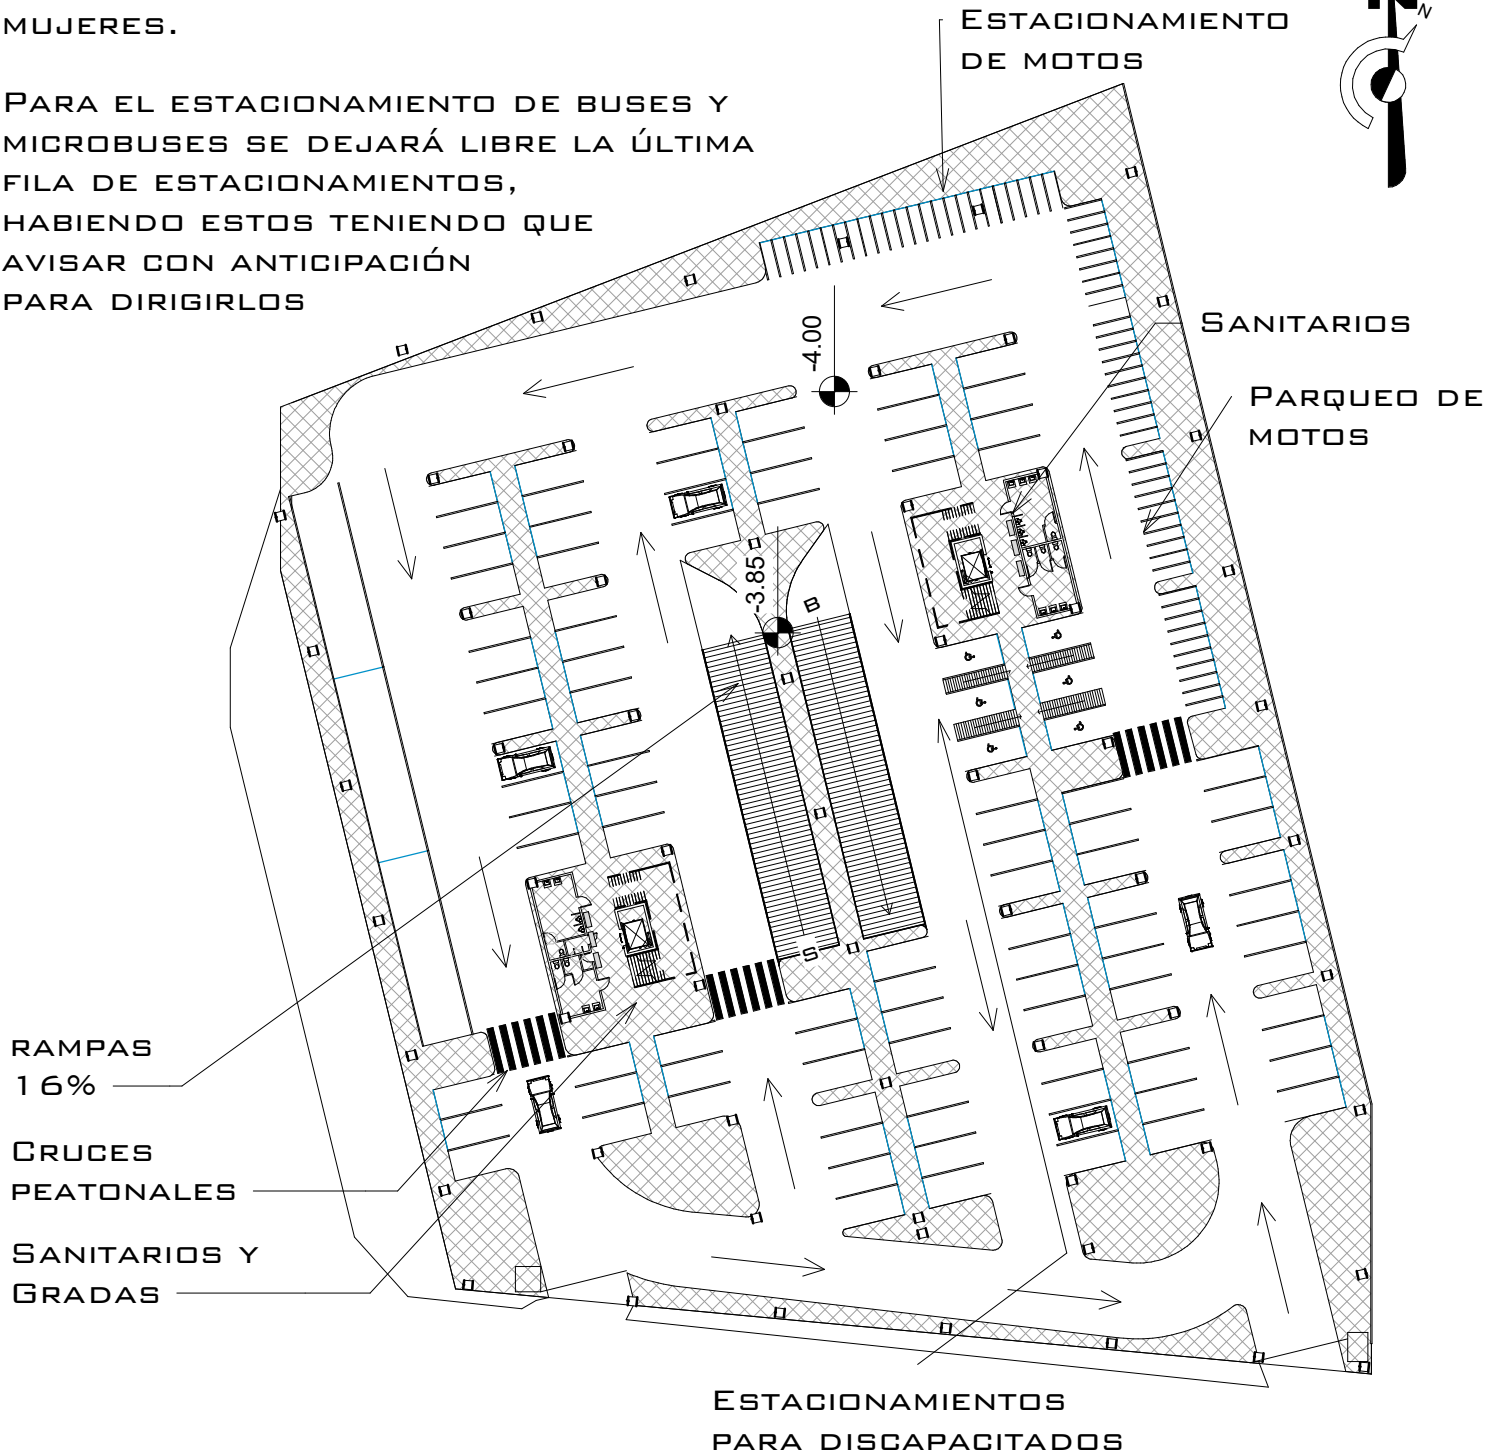 MUJERES.
PARA EL ESTACIONAMIENTO DE BUSES Y
MICROBUSES SE DEJARÁ LIBRE LA ÚLTIMA
FILA DE ESTACIONAMIENTOS,
HABIENDO ESTOS TENIENDO QUE
AVISAR CON ANTICIPACIÓN
PARA DIRIGIRLOS
ESTACIONAMIENTO
DE MOTOS
N
N
SANITARIOS
PARQUEO DE
MOTOS
-4.00
-3.85
B
S
RAMPAS
16%
CRUCES
PEATONALES
SANITARIOS Y
GRADAS
ESTACIONAMIENTOS
PARA DISCAPACITADOS